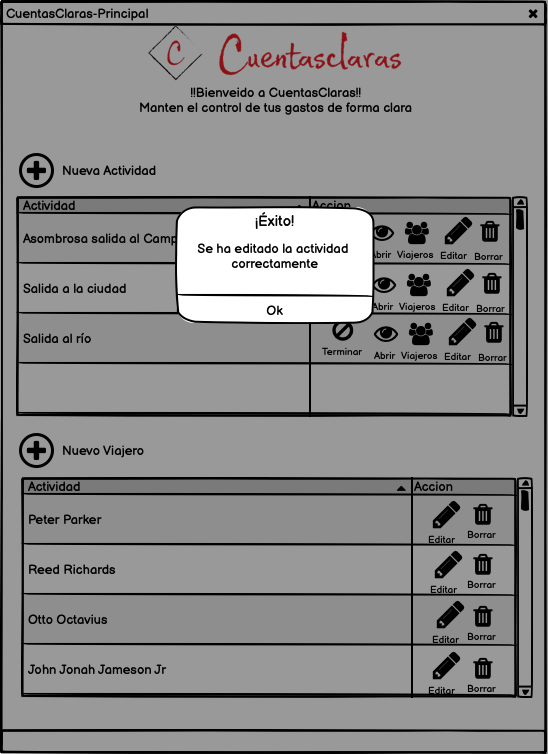 CuentasClaras-Principal
C Cuentasclaras
!!Bienveido a CuentasClaras!!
Manten el control de tus gastos de forma clara
Nueva Actividad
Actividad Accion
Asombrosa salida al Camp
Abrir Viajeros Editar Borrar
¡Éxito!
Se ha editado la actividad
correctamente
Ok
Salida a la ciudad
Abrir Viajeros Editar Borrar
Salida al río
Terminar Abrir Viajeros Editar Borrar
Nuevo Viajero
Actividad Accion
Peter Parker
Editar Borrar
Reed Richards
Editar Borrar
Otto Octavius
Editar Borrar
John Jonah Jameson Jr
Editar Borrar